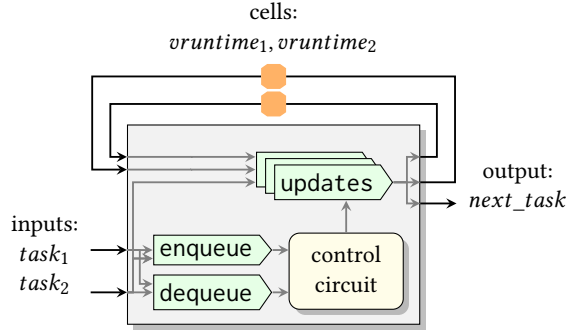 cells:
vruntime₁, vruntime₂
updates
output:
next_task
inputs:
task₁
task₂
enqueue
dequeue
control
circuit